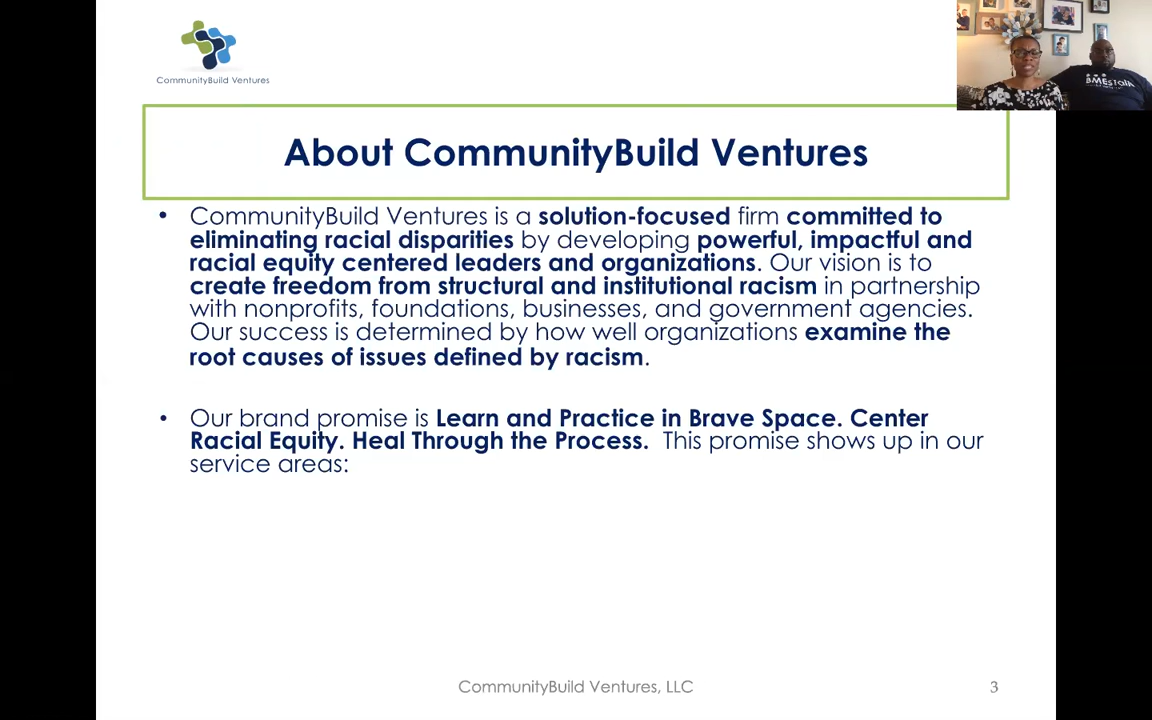 CommunityBuild Ventures
About CommunityBuild Ventures
• CommunityBuild Ventures is a solution-focused firm committed to
eliminating racial disparities by developing powerful, impactful and
racial equity centered leaders and organizations. Our vision is to
create freedom from structural and institutional racism in partnership
with nonprofits, foundations, businesses, and government agencies.
Our success is determined by how well organizations examine the
root causes of issues defined by racism.
• Our brand promise is Learn and Practice in Brave Space. Center
Racial Equity. Heal Through the Process. This promise shows up in our
service areas:
CommunityBuild Ventures, LLC
3